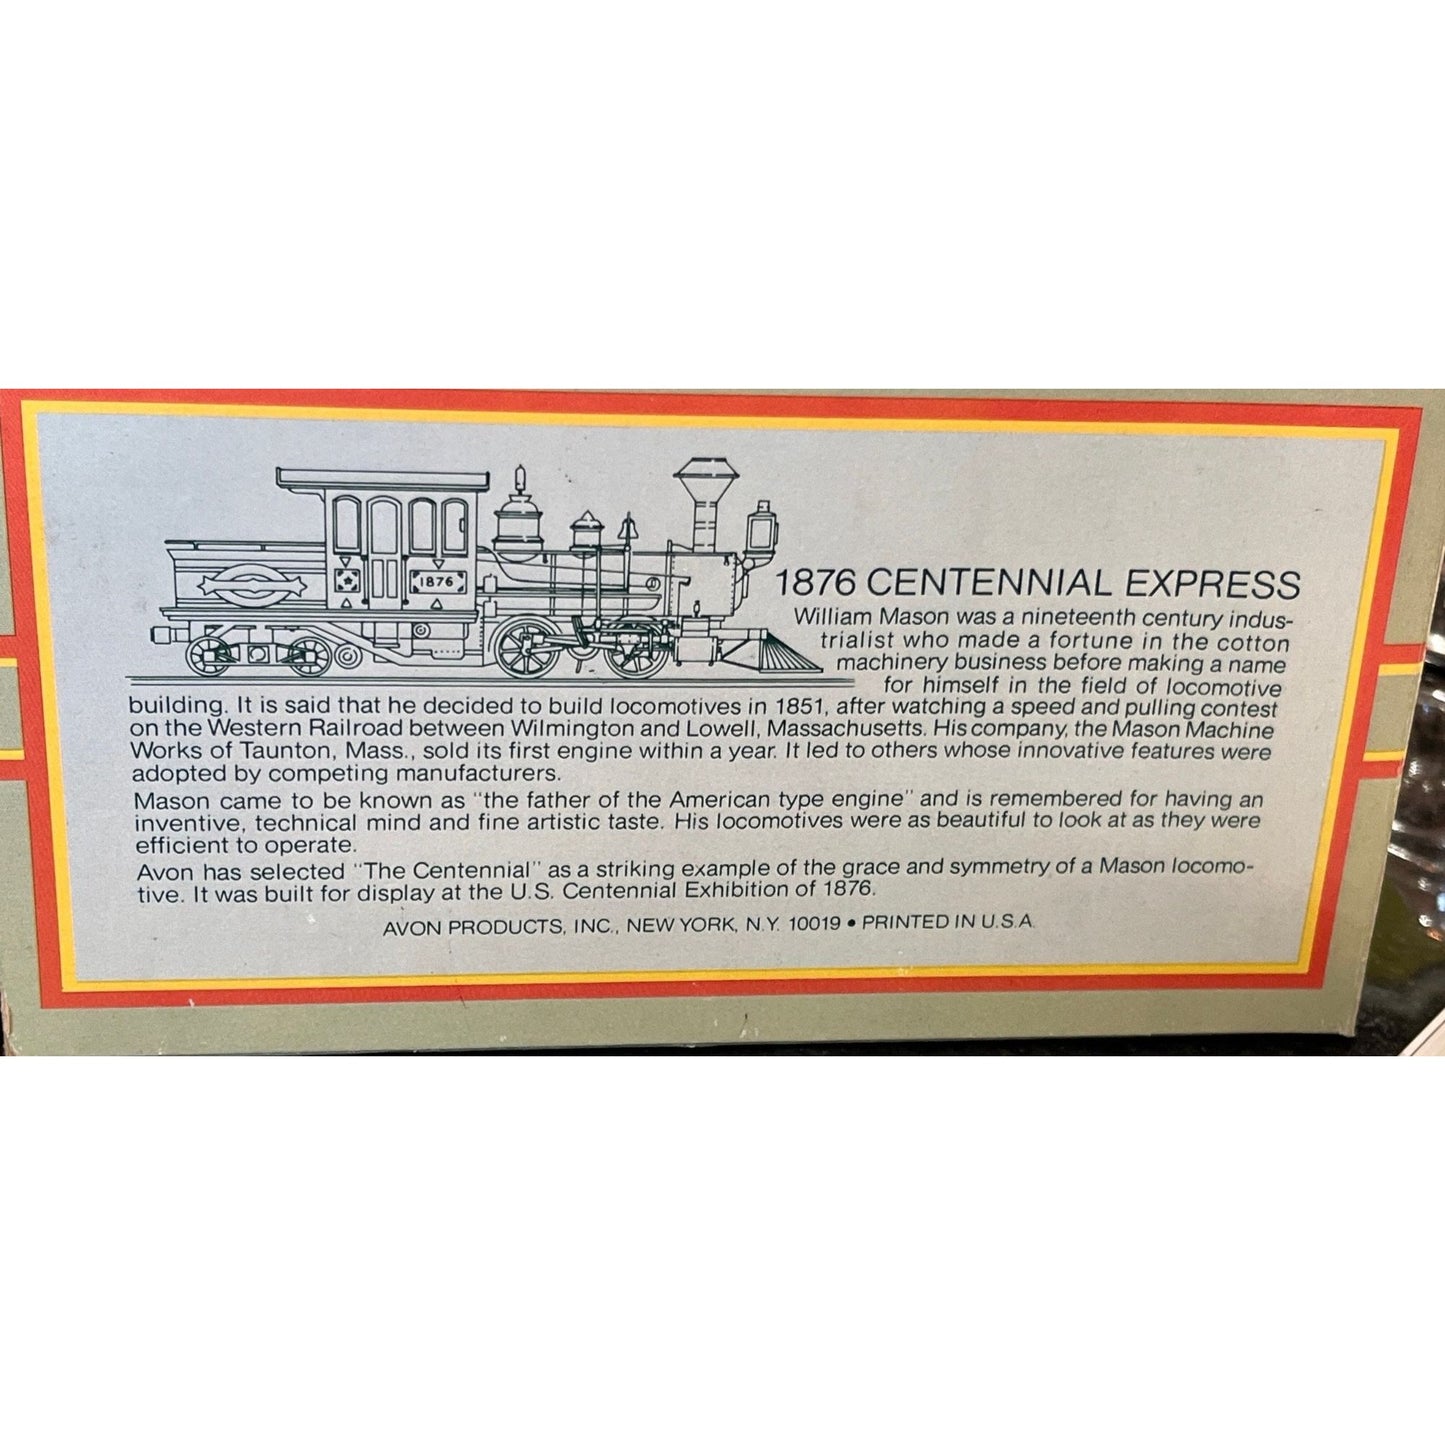 1876
1876 CENTENNIAL EXPRESS
William Mason was a nineteenth century indus-
trialist who made a fortune in the cotton
machinery business before making a name
for himself in the field of locomotive
building. It is said that he decided to build locomotives in 1851, after watching a speed and pulling contest
on the Western Railroad between Wilmington and Lowell, Massachusetts. His company, the Mason Machine
Works of Taunton, Mass., sold its first engine within a year. It led to others whose innovative features were
adopted by competing manufacturers.
Mason came to be known as "the father of the American type engine" and is remembered for having an
inventive, technical mind and fine artistic taste. His locomotives were as beautiful to look at as they were
efficient to operate.
Avon has selected "The Centennial" as a striking example of the grace and symmetry of a Mason locomo-
tive. It was built for display at the U.S. Centennial Exhibition of 1876.
AVON PRODUCTS, INC., NEW YORK, N.Y. 10019 • PRINTED IN U.S.A.